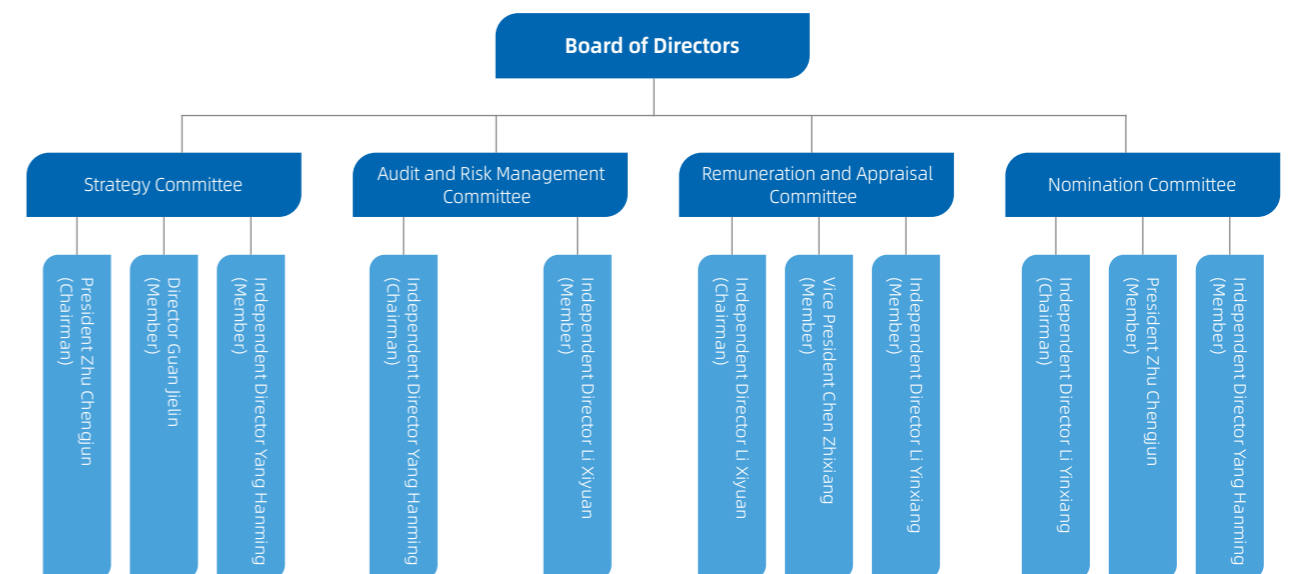 Board of Directors
Strategy Committee
Audit and Risk Management
Committee
Remuneration and Appraisal
Committee
Nomination Committee
President Zhu Chengjun
(Chairman)
Director Guan Jielin
(Member)
Independent Director Yang Hanming
(Member)
Independent Director Yang Hanming
(Chairman)
Independent Director Li Xiyuan
(Member)
Independent Director Li Xiyuan
(Chairman)
Vice President Chen Zhixiang
(Member)
Independent Director Li Yinxiang
(Member)
Independent Director Li Yinxiang
(Chairman)
President Zhu Chengjun
(Member)
Independent Director Yang Hanming
(Member)